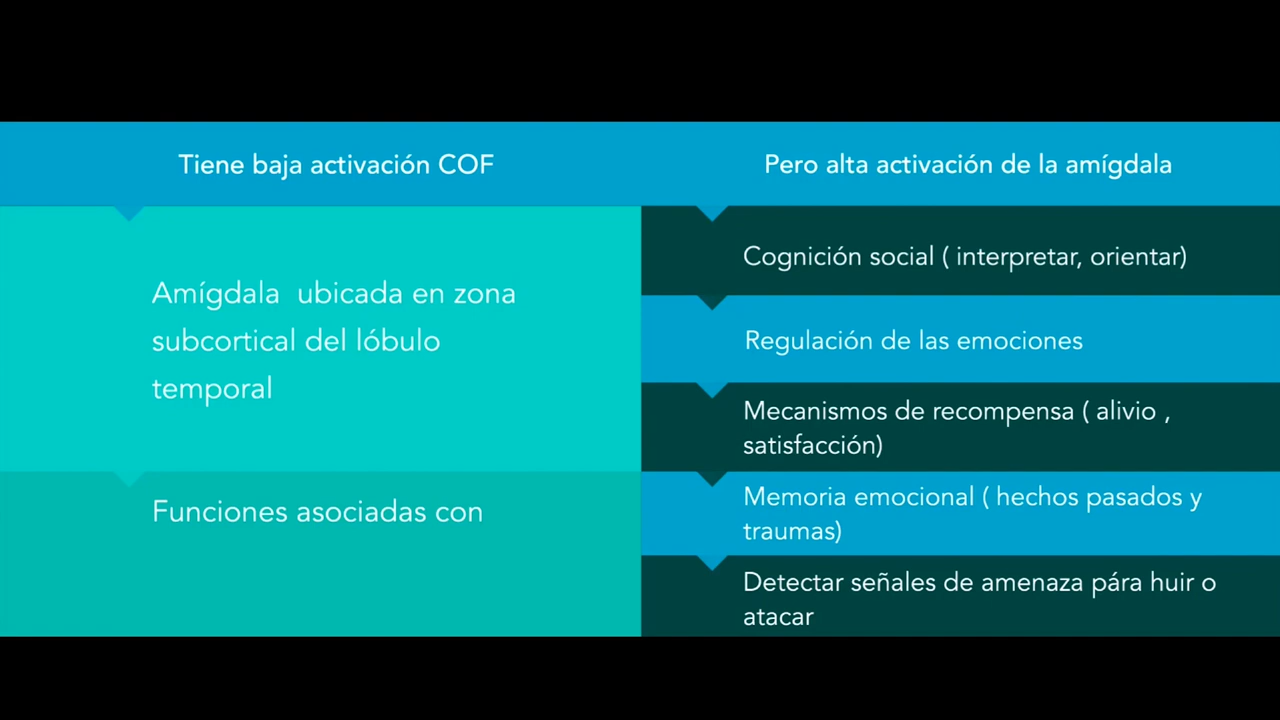 Tiene baja activación COF
Amígdala ubicada en zona
subcortical del lóbulo
temporal
Funciones asociadas con
Pero alta activación de la amígdala
Cognición social ( interpretar, orientar)
Regulación de las emociones
Mecanismos de recompensa ( alivio ,
satisfacción)
Memoria emocional ( hechos pasados y
traumas)
Detectar señales de amenaza pára huir o
atacar